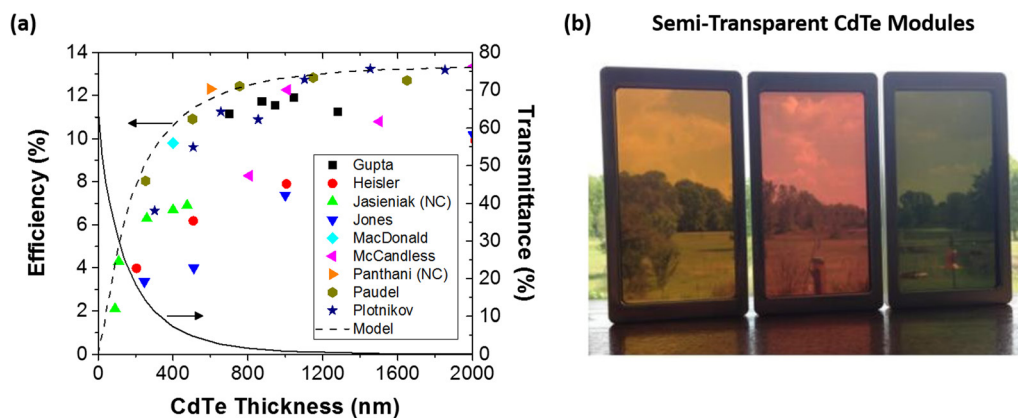 (a)
(b)
Semi-Transparent CdTe Modules
14
12
10
8
6
4
2
0
Efficiency (%)
80
70
60
50
40
30
20
10
0
Transmittance (%)
Gupta
Heisler
Jasieniak (NC)
Jones
MacDonald
McCandless
Panthani (NC)
Paudel
Plotnikov
Model
0 400 800 1200 1600 2000
CdTe Thickness (nm)